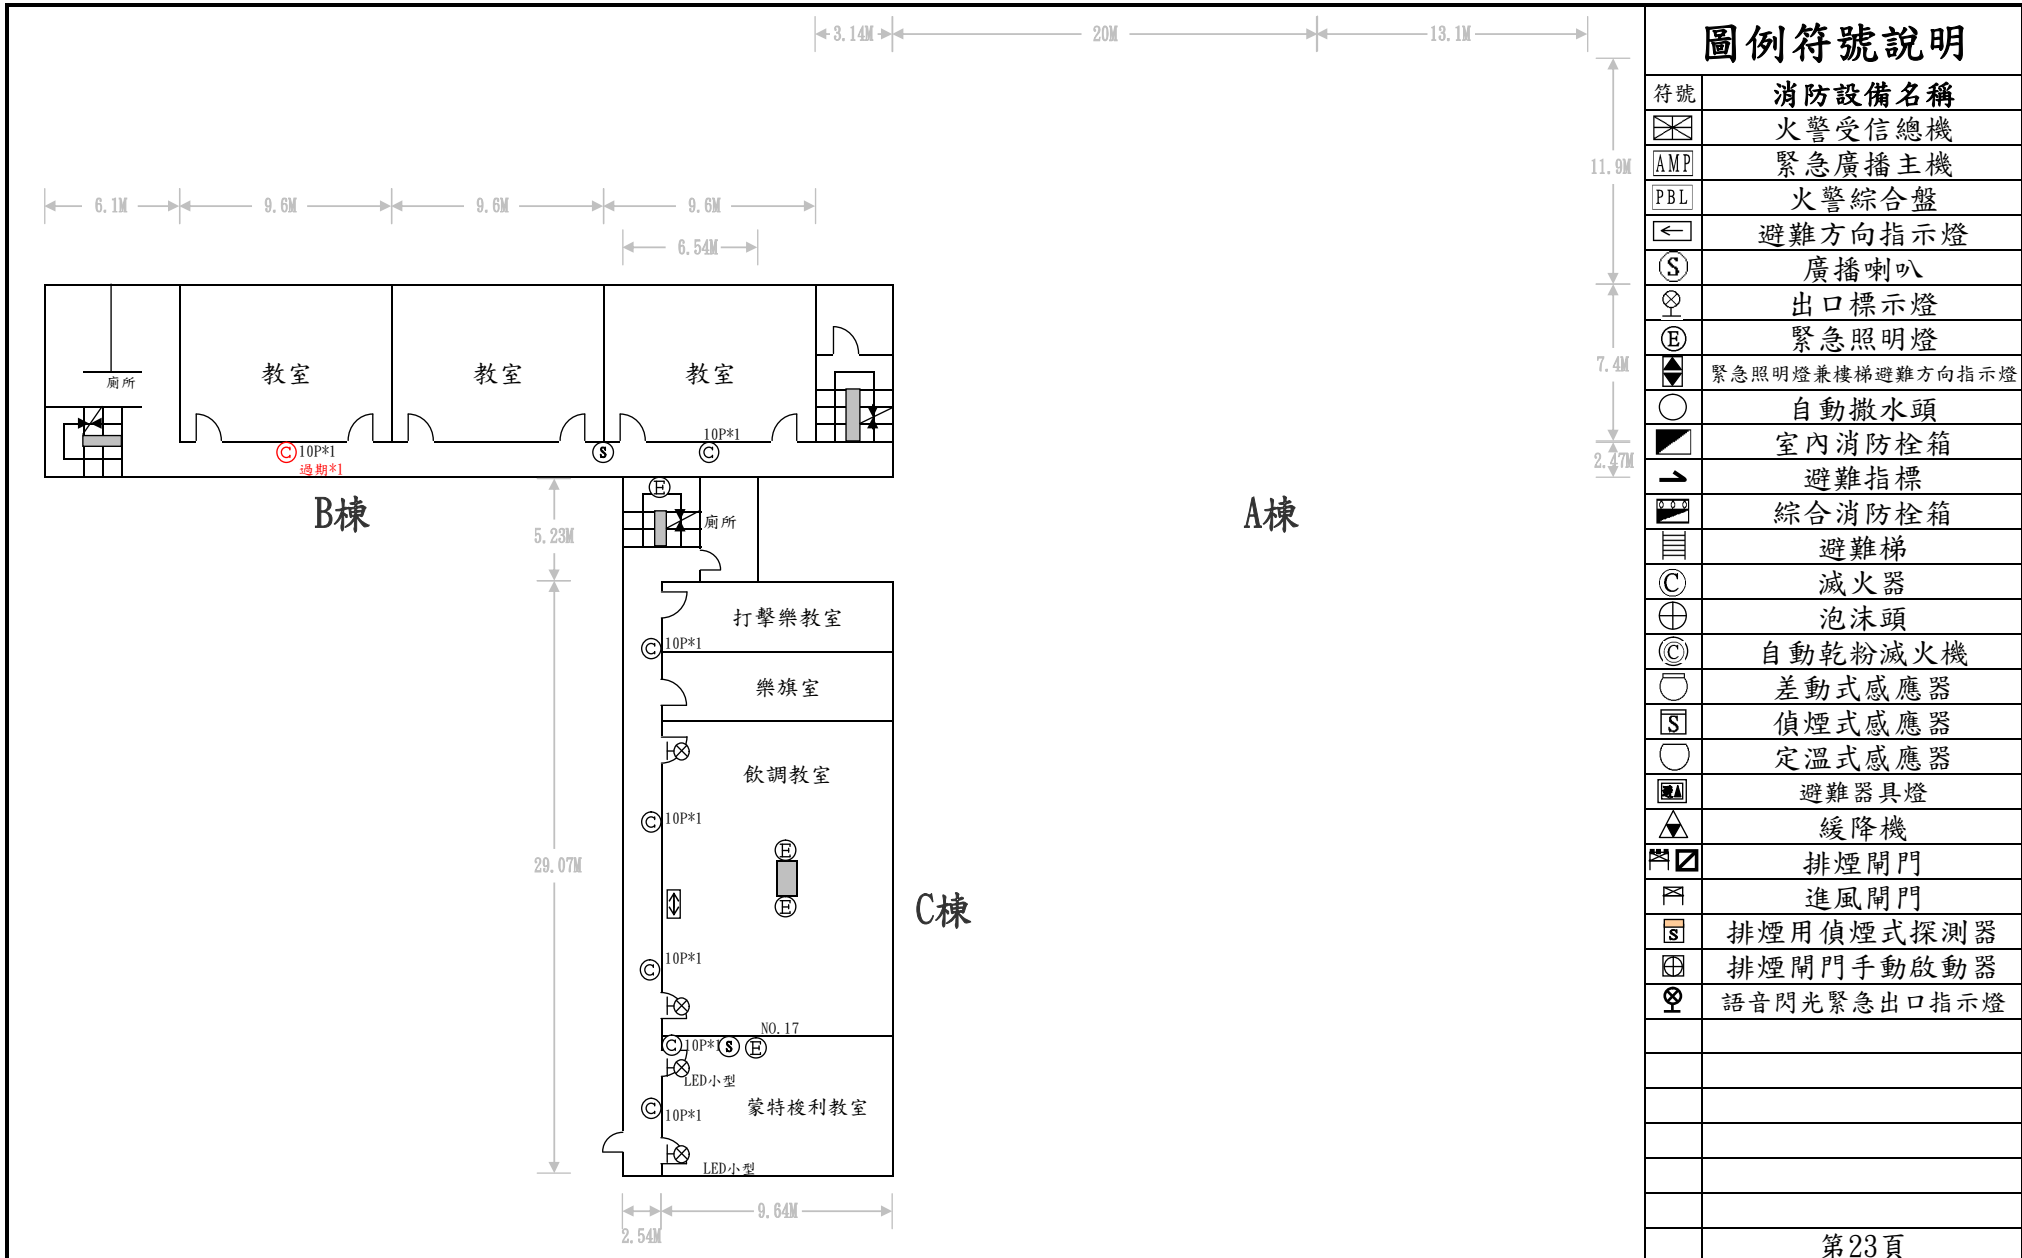 3.14M
20M
13.1M
11.9M
6.1M
9.6M
9.6M
9.6M
6.54M
廁所
教室
教室
教室
7.4M
10P*1
過期*1
S
10P*1
C
C
2.47M
B棟
A棟
E
廁所
5.23M
打擊樂教室
C
10P*1
樂旗室
飲調教室
C
10P*1
E
E
29.07M
C棟
C
10P*1
NO.17
C
10P*1
S
E
LED小型
C
10P*1
蒙特梭利教室
LED小型
9.64M
2.54M
圖例符號說明
符號 消防設備名稱
火警受信總機
AMP 緊急廣播主機
PBL 火警綜合盤
避難方向指示燈
S 廣播喇叭
出口標示燈
E 緊急照明燈
緊急照明燈兼樓梯避難方向指示燈
自動撒水頭
室內消防栓箱
避難指標
綜合消防栓箱
避難梯
C 滅火器
泡沫頭
C 自動乾粉滅火機
差動式感應器
S 偵煙式感應器
定溫式感應器
避難器具燈
緩降機
排煙閘門
進風閘門
S 排煙用偵煙式探測器
排煙閘門手動啟動器
語音閃光緊急出口指示燈
第23頁